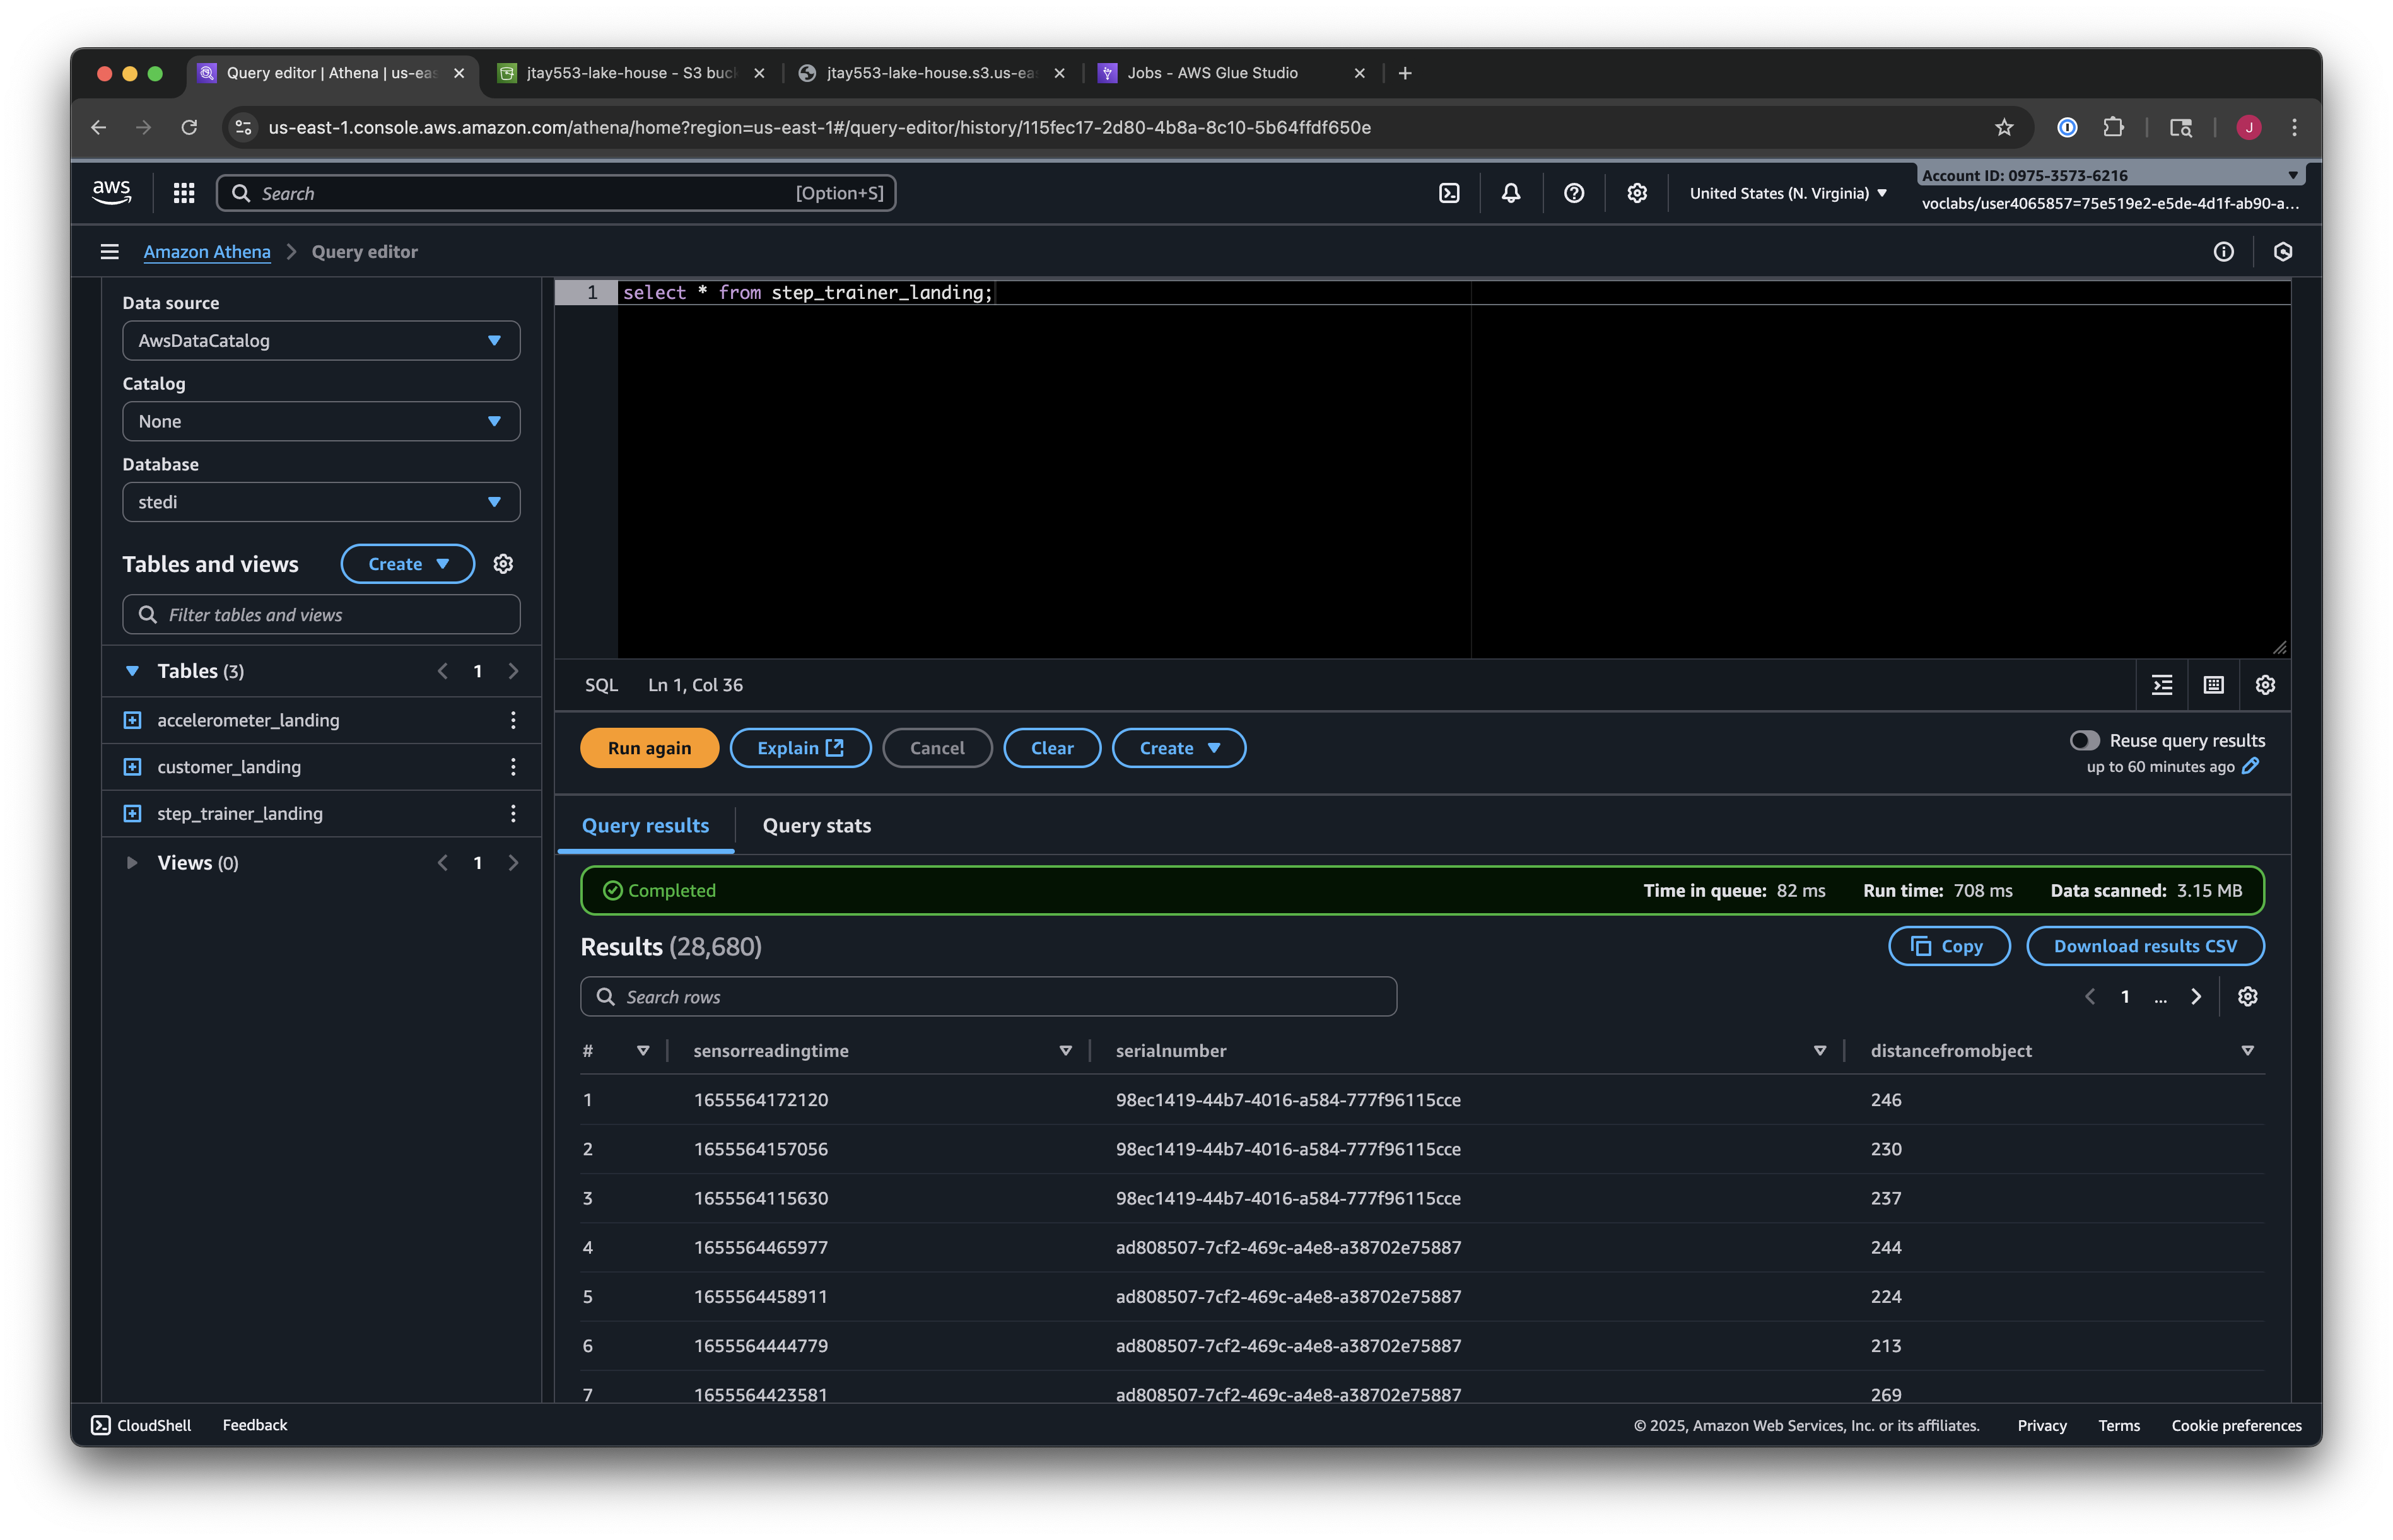 Query editor | Athena | us-eas
jtay553-lake-house - S3 buc
jtay553-lake-house.s3.us-ea
Jobs - AWS Glue Studio
us-east-1.console.aws.amazon.com/athena/home?region=us-east-1#/query-editor/history/115fec17-2d80-4b8a-8c10-5b64ffdf650e
J
aws
Search
[Option+S]
United States (N. Virginia)
Account ID: 0975-3573-6216
voclabs/user4065857=75e519e2-e5de-4d1f-ab90-a...
Amazon Athena
Query editor
Data source
AwsDataCatalog
Catalog
None
Database
stedi
Tables and views
Create
Filter tables and views
Tables (3)
1
accelerometer_landing
customer_landing
step_trainer_landing
Views (0)
1
1 select * from step_trainer_landing;
SQL Ln 1, Col 36
Run again
Explain
Cancel
Clear
Create
Reuse query results
up to 60 minutes ago
Query results
Query stats
Completed
Time in queue: 82 ms
Run time: 708 ms
Data scanned: 3.15 MB
Results (28,680)
Copy
Download results CSV
Search rows
1 ...
# sensorreadingtime serialnumber distancefromobject
1 1655564172120 98ec1419-44b7-4016-a584-777f96115cce 246
2 1655564157056 98ec1419-44b7-4016-a584-777f96115cce 230
3 1655564115630 98ec1419-44b7-4016-a584-777f96115cce 237
4 1655564465977 ad808507-7cf2-469c-a4e8-a38702e75887 244
5 1655564458911 ad808507-7cf2-469c-a4e8-a38702e75887 224
6 1655564444779 ad808507-7cf2-469c-a4e8-a38702e75887 213
7 1655564423581 ad808507-7cf2-469c-a4e8-a38702e75887 269
CloudShell
Feedback
© 2025, Amazon Web Services, Inc. or its affiliates.
Privacy
Terms
Cookie preferences